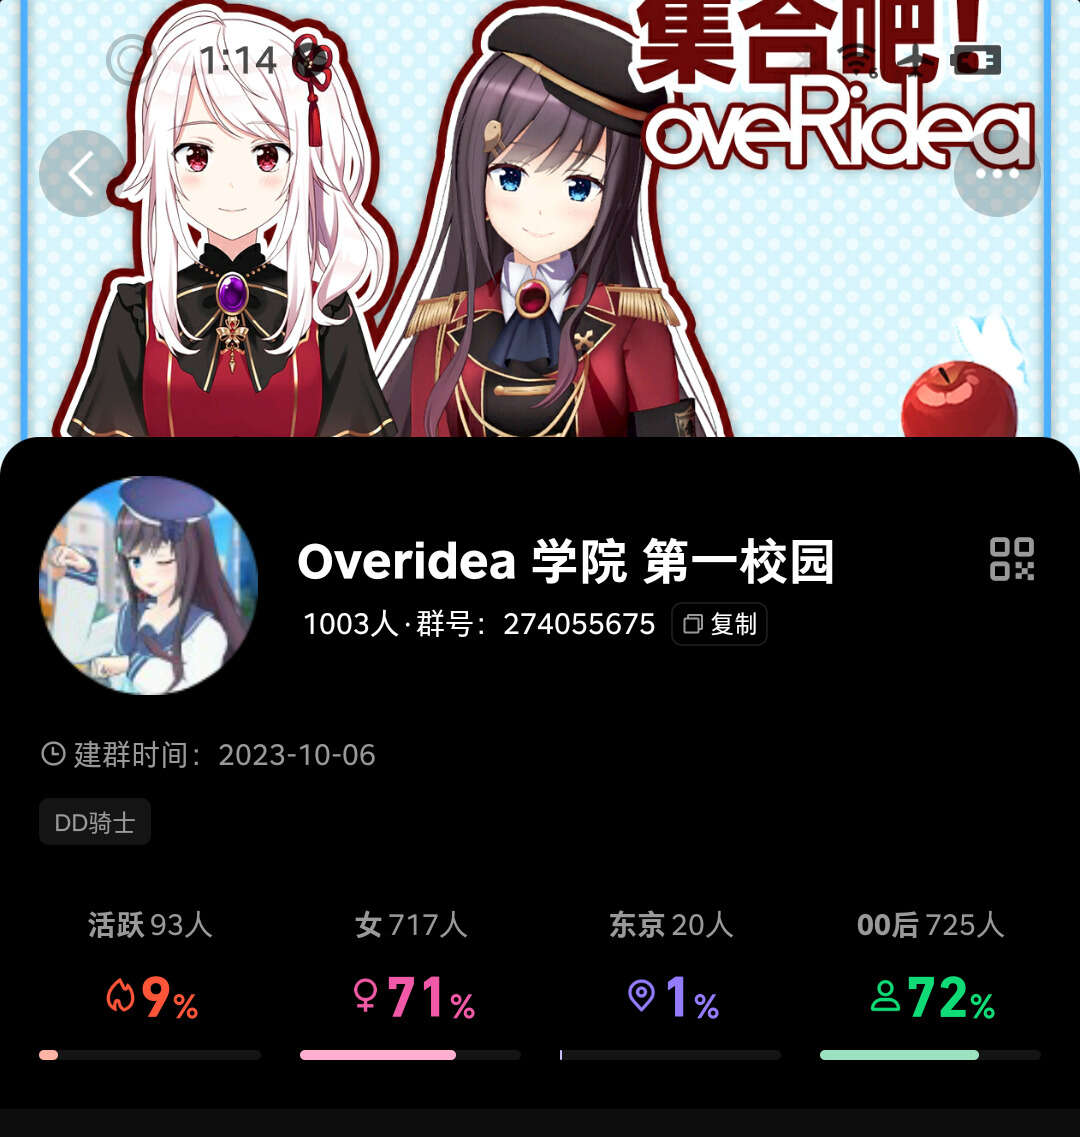 集合吧！
1:14
oveRidea
Overidea 学院 第一校园
1003人·群号：274055675 复制
建群时间：2023-10-06
DD骑士
活跃 93人 女 717人 东京 20人 00后 725人
9% 71% 1% 72%